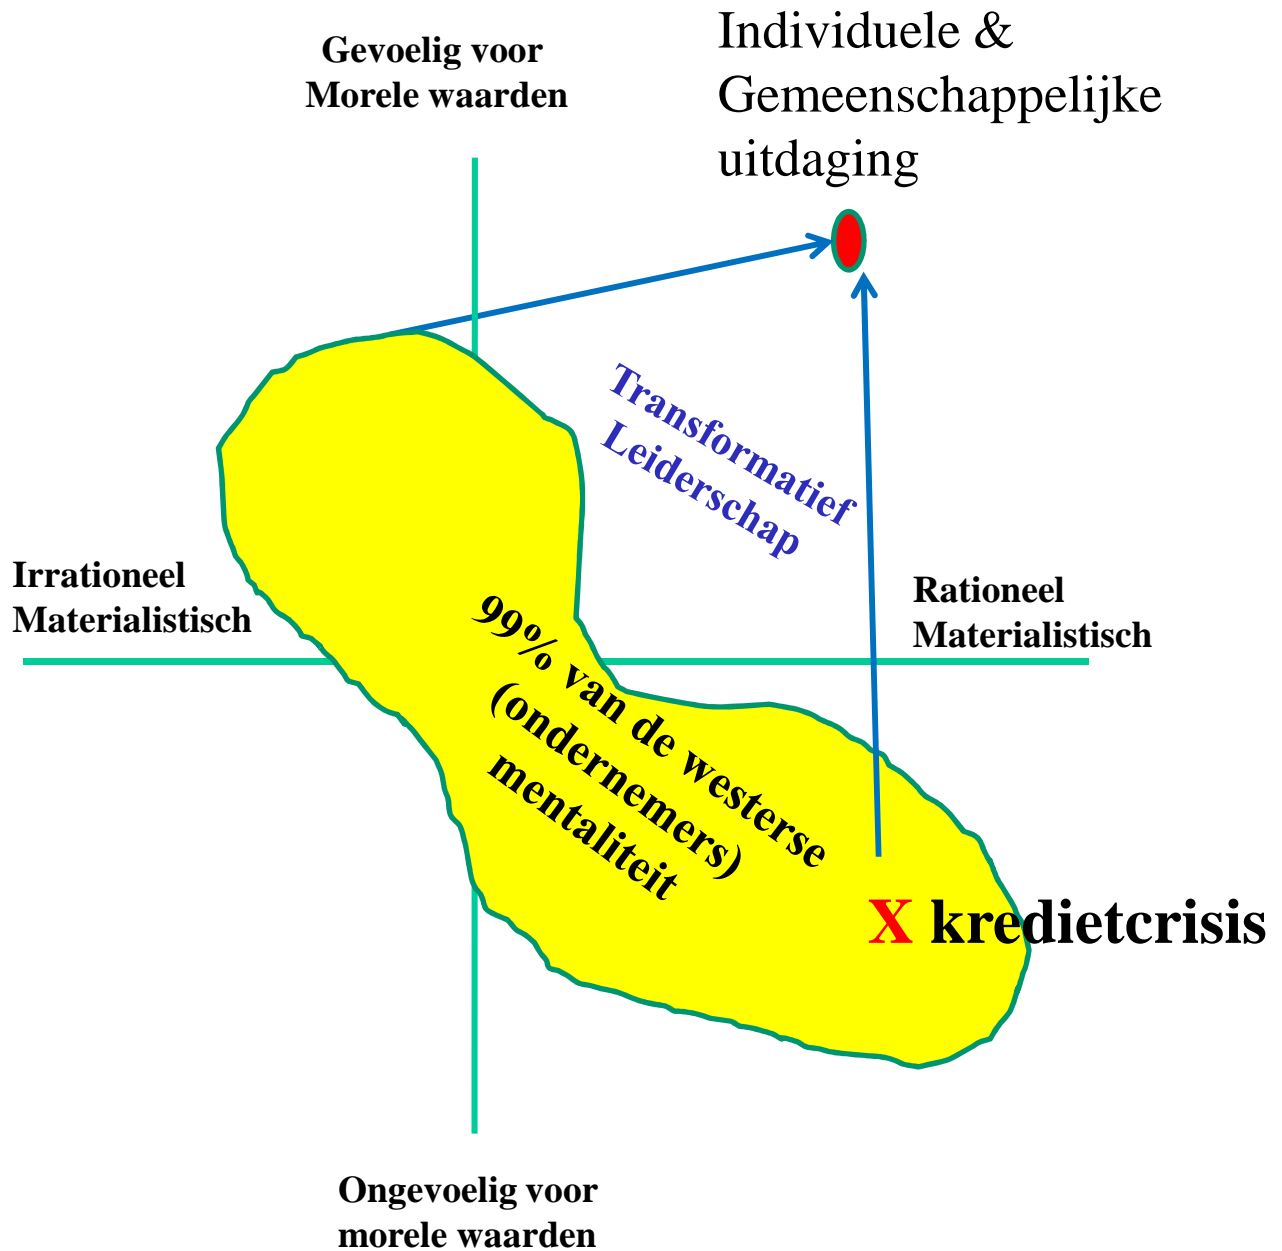 Gevoelig voor
Morele waarden
Individuele &
Gemeenschappelijke
uitdaging
Transformatief
Leiderschap
Irrationeel
Materialistisch
Rationeel
Materialistisch
99% van de westerse
(ondernemers)
mentaliteit
X kredietcrisis
Ongevoelig voor
morele waarden